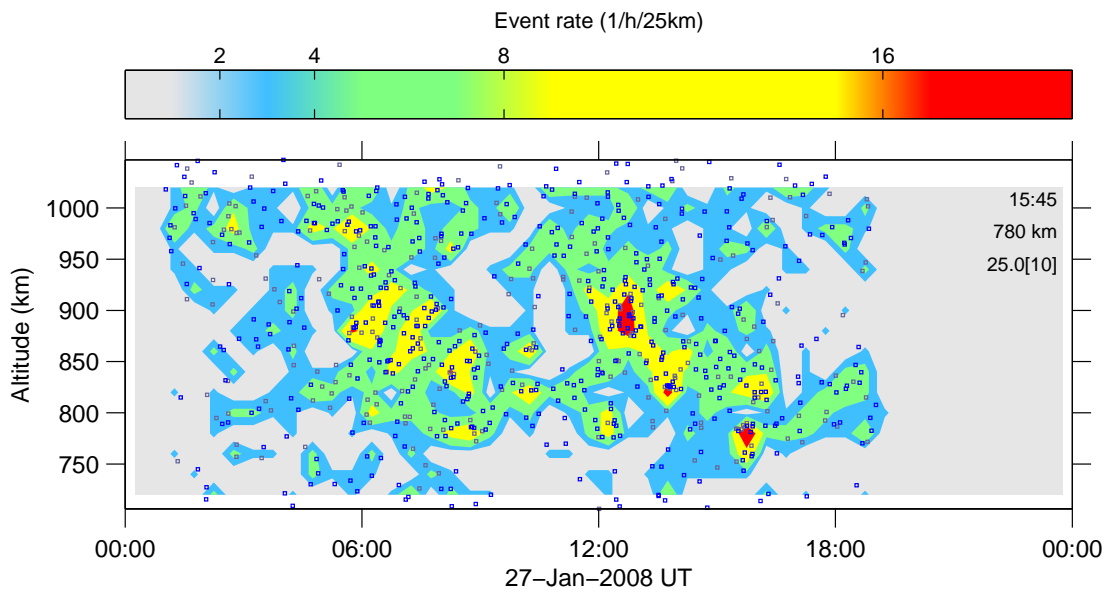 Event rate (1/h/25km)
2 4 8 16
1000
950
900
850
800
750
Altitude (km)
15:45
780 km
25.0[10]
00:00 06:00 12:00 18:00 00:00
27−Jan−2008 UT